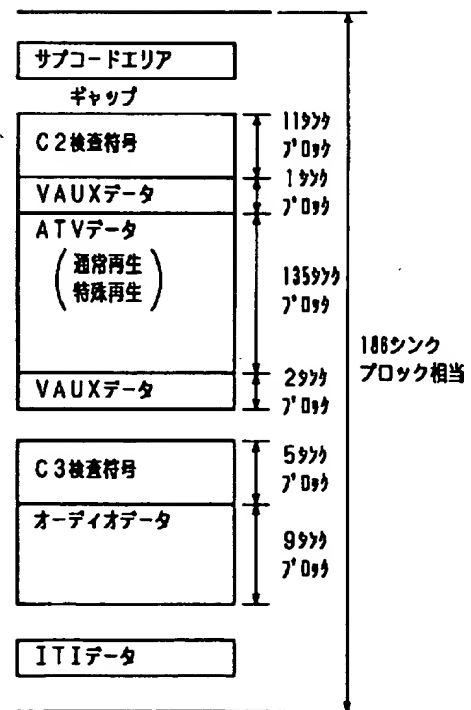 サブコードエリア
ギャップ
C2検査符号
11シンク
ブロック
VAUXデータ
1シンク
ブロック
ATVデータ
(通常再生
特殊再生)
135シンク
ブロック
186シンク
ブロック相当
VAUXデータ
2シンク
ブロック
C3検査符号
5シンク
ブロック
オーディオデータ
9シンク
ブロック
ITIデータ